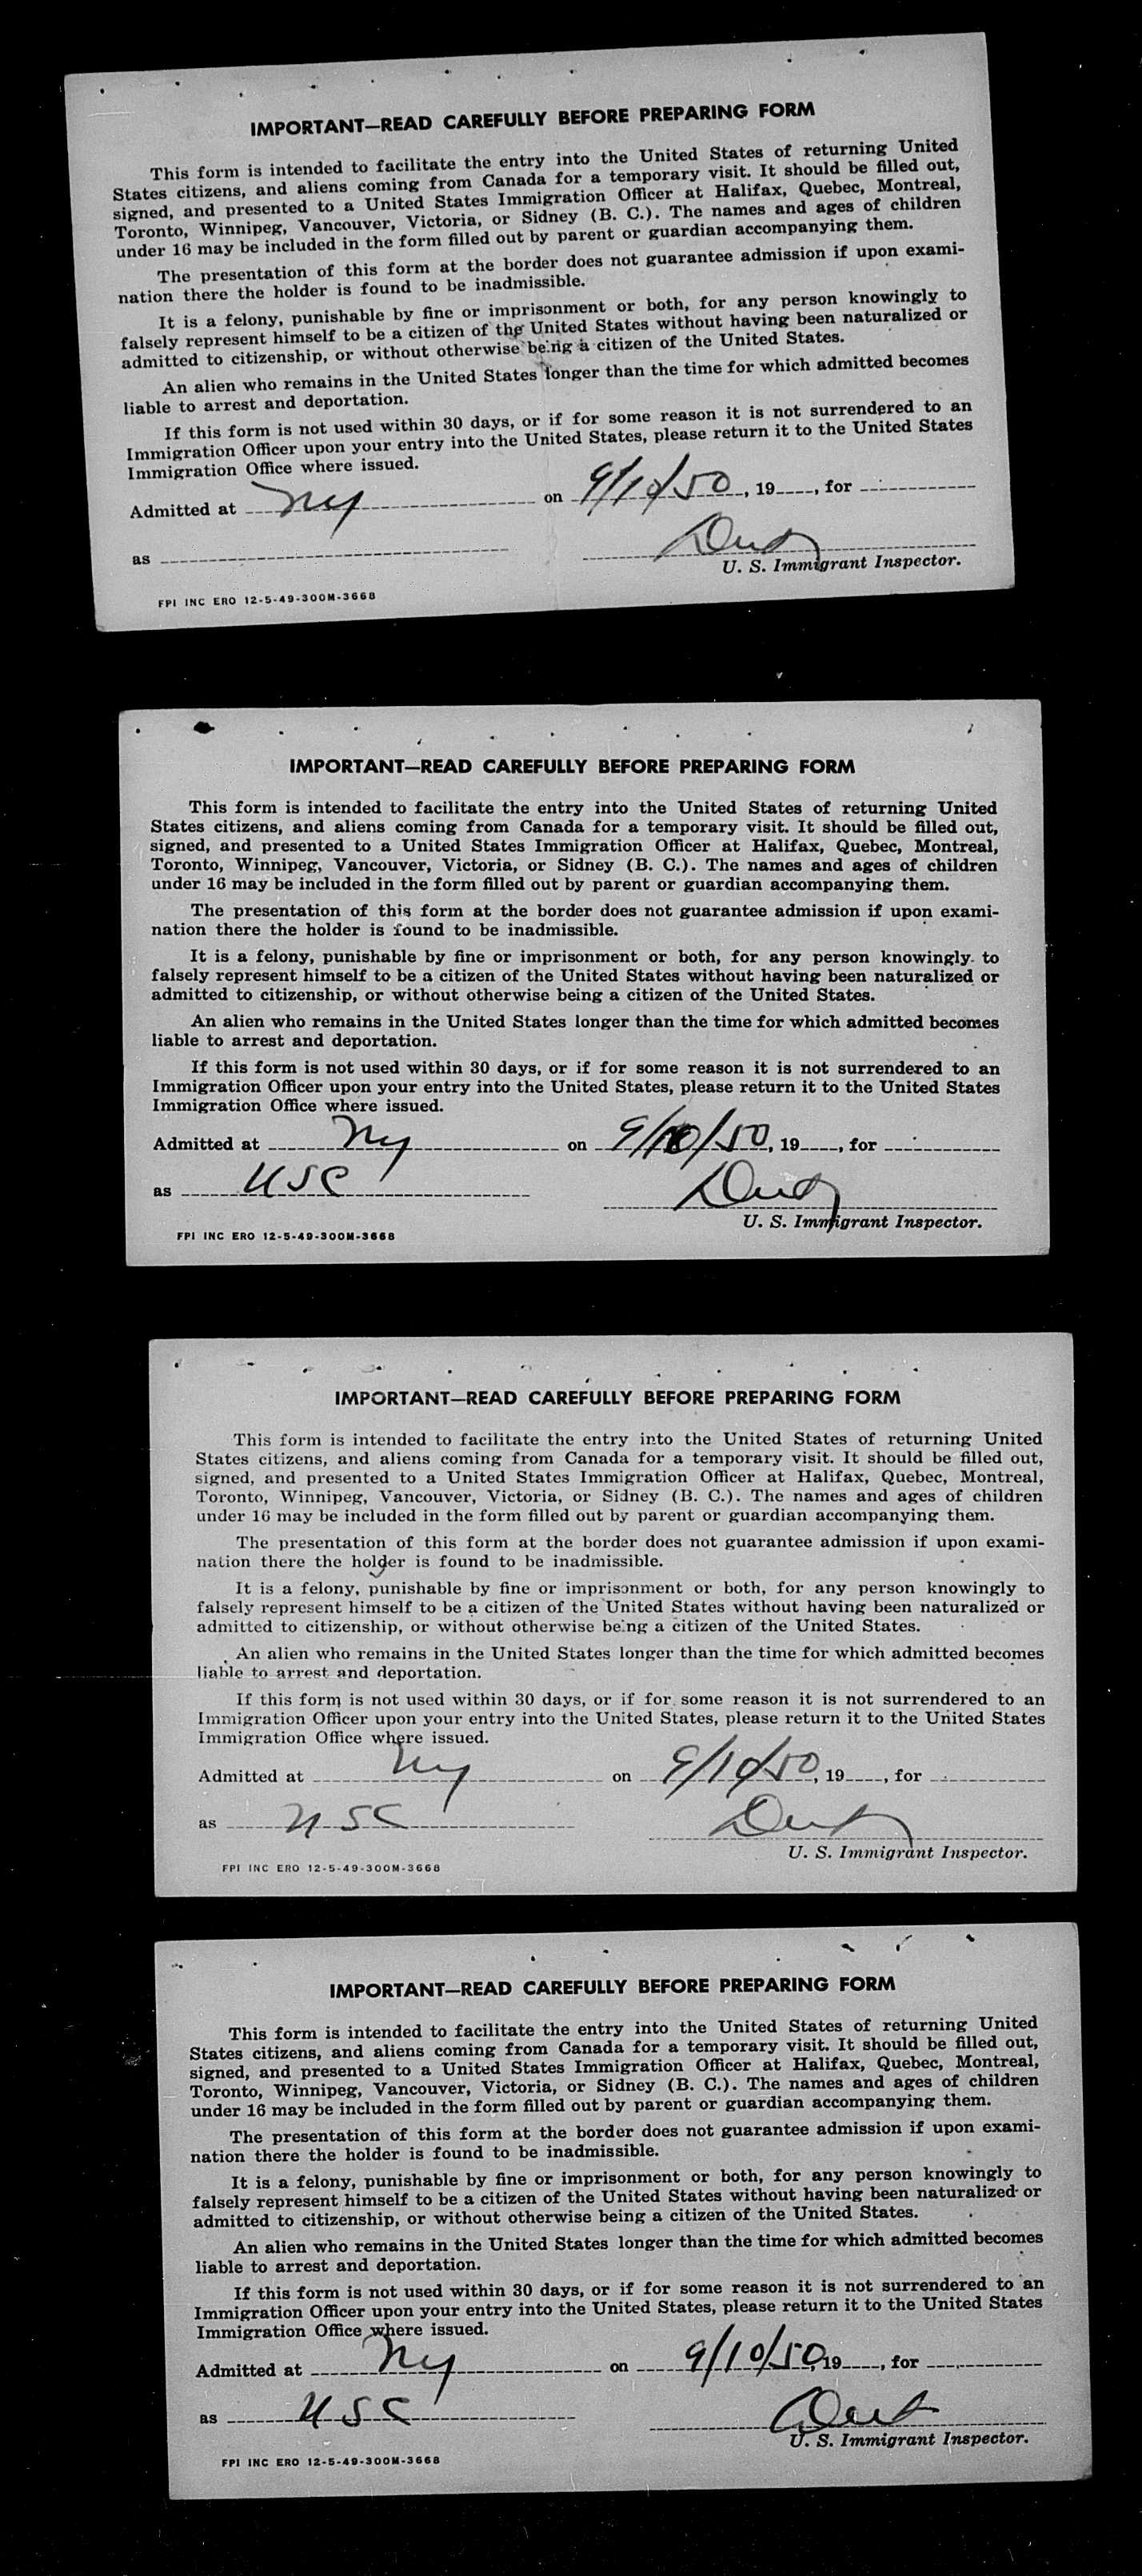 IMPORTANT—READ CAREFULLY BEFORE PREPARING FORM
This form is intended to facilitate the entry into the United States of returning United
States citizens, and aliens coming from Canada for a temporary visit. It should be filled out,
signed, and presented to a United States Immigration Officer at Halifax, Quebec, Montreal,
Toronto, Winnipeg, Vancouver, Victoria, or Sidney (B. C.). The names and ages of children
under 16 may be included in the form filled out by parent or guardian accompanying them.
The presentation of this form at the border does not guarantee admission if upon exami-
nation there the holder is found to be inadmissible.
It is a felony, punishable by fine or imprisonment or both, for any person knowingly to
falsely represent himself to be a citizen of the United States without having been naturalized or
admitted to citizenship, or without otherwise being a citizen of the United States.
An alien who remains in the United States longer than the time for which admitted becomes
liable to arrest and deportation.
If this form is not used within 30 days, or if for some reason it is not surrendered to an
Immigration Officer upon your entry into the United States, please return it to the United States
Immigration Office where issued.
Admitted at Ny on 9/10/50, 19, for
as
U. S. Immigrant Inspector.
FPI INC ERO 12-5-49-300M-3668
IMPORTANT—READ CAREFULLY BEFORE PREPARING FORM
This form is intended to facilitate the entry into the United States of returning United
States citizens, and aliens coming from Canada for a temporary visit. It should be filled out,
signed, and presented to a United States Immigration Officer at Halifax, Quebec, Montreal,
Toronto, Winnipeg, Vancouver, Victoria, or Sidney (B. C.). The names and ages of children
under 16 may be included in the form filled out by parent or guardian accompanying them.
The presentation of this form at the border does not guarantee admission if upon exami-
nation there the holder is found to be inadmissible.
It is a felony, punishable by fine or imprisonment or both, for any person knowingly to
falsely represent himself to be a citizen of the United States without having been naturalized or
admitted to citizenship, or without otherwise being a citizen of the United States.
An alien who remains in the United States longer than the time for which admitted becomes
liable to arrest and deportation.
If this form is not used within 30 days, or if for some reason it is not surrendered to an
Immigration Officer upon your entry into the United States, please return it to the United States
Immigration Office where issued.
Admitted at Ny on 9/10/50, 19, for
as USC
U. S. Immigrant Inspector.
FPI INC ERO 12-5-49-300M-3668
IMPORTANT—READ CAREFULLY BEFORE PREPARING FORM
This form is intended to facilitate the entry into the United States of returning United
States citizens, and aliens coming from Canada for a temporary visit. It should be filled out,
signed, and presented to a United States Immigration Officer at Halifax, Quebec, Montreal,
Toronto, Winnipeg, Vancouver, Victoria, or Sidney (B. C.). The names and ages of children
under 16 may be included in the form filled out by parent or guardian accompanying them.
The presentation of this form at the border does not guarantee admission if upon exami-
nation there the holder is found to be inadmissible.
It is a felony, punishable by fine or imprisonment or both, for any person knowingly to
falsely represent himself to be a citizen of the United States without having been naturalized or
admitted to citizenship, or without otherwise being a citizen of the United States.
An alien who remains in the United States longer than the time for which admitted becomes
liable to arrest and deportation.
If this form is not used within 30 days, or if for some reason it is not surrendered to an
Immigration Officer upon your entry into the United States, please return it to the United States
Immigration Office where issued.
Admitted at Ny on 9/10/50, 19, for
as USC
U. S. Immigrant Inspector.
FPI INC ERO 12-5-49-300M-3668
IMPORTANT—READ CAREFULLY BEFORE PREPARING FORM
This form is intended to facilitate the entry into the United States of returning United
States citizens, and aliens coming from Canada for a temporary visit. It should be filled out,
signed, and presented to a United States Immigration Officer at Halifax, Quebec, Montreal,
Toronto, Winnipeg, Vancouver, Victoria, or Sidney (B. C.). The names and ages of children
under 16 may be included in the form filled out by parent or guardian accompanying them.
The presentation of this form at the border does not guarantee admission if upon exami-
nation there the holder is found to be inadmissible.
It is a felony, punishable by fine or imprisonment or both, for any person knowingly to
falsely represent himself to be a citizen of the United States without having been naturalized or
admitted to citizenship, or without otherwise being a citizen of the United States.
An alien who remains in the United States longer than the time for which admitted becomes
liable to arrest and deportation.
If this form is not used within 30 days, or if for some reason it is not surrendered to an
Immigration Officer upon your entry into the United States, please return it to the United States
Immigration Office where issued.
Admitted at Ny on 9/10/50, 19, for
as USC
U. S. Immigrant Inspector.
FPI INC ERO 12-5-49-300M-3668